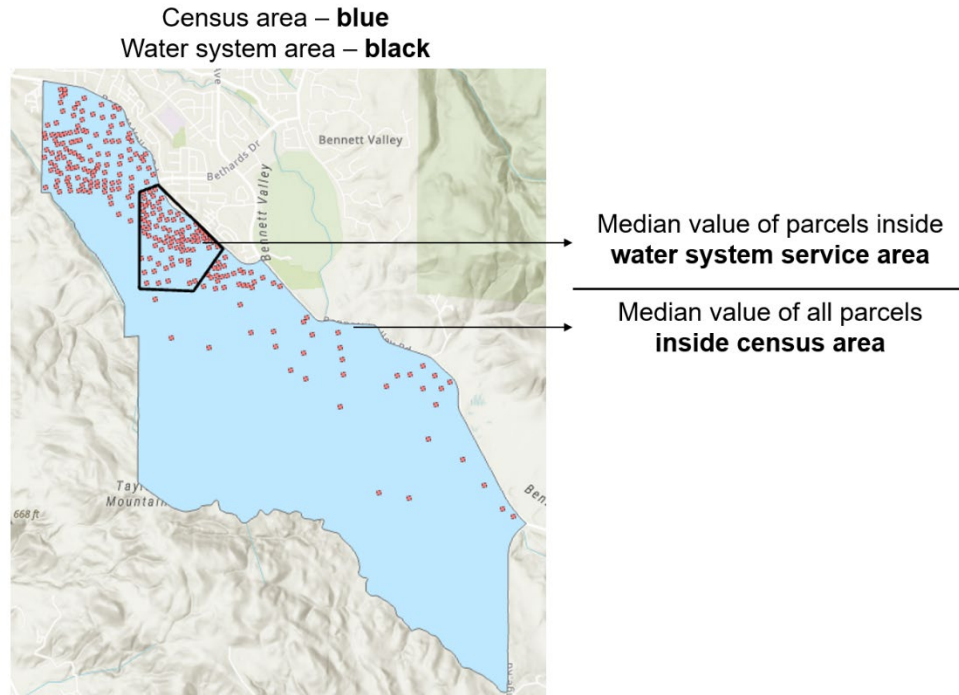 Census area – blue
Water system area – black
Bethards Dr
Bennett Valley
Bennett Valley
Median value of parcels inside
water system service area
Median value of all parcels
inside census area
Mountain
668 ft